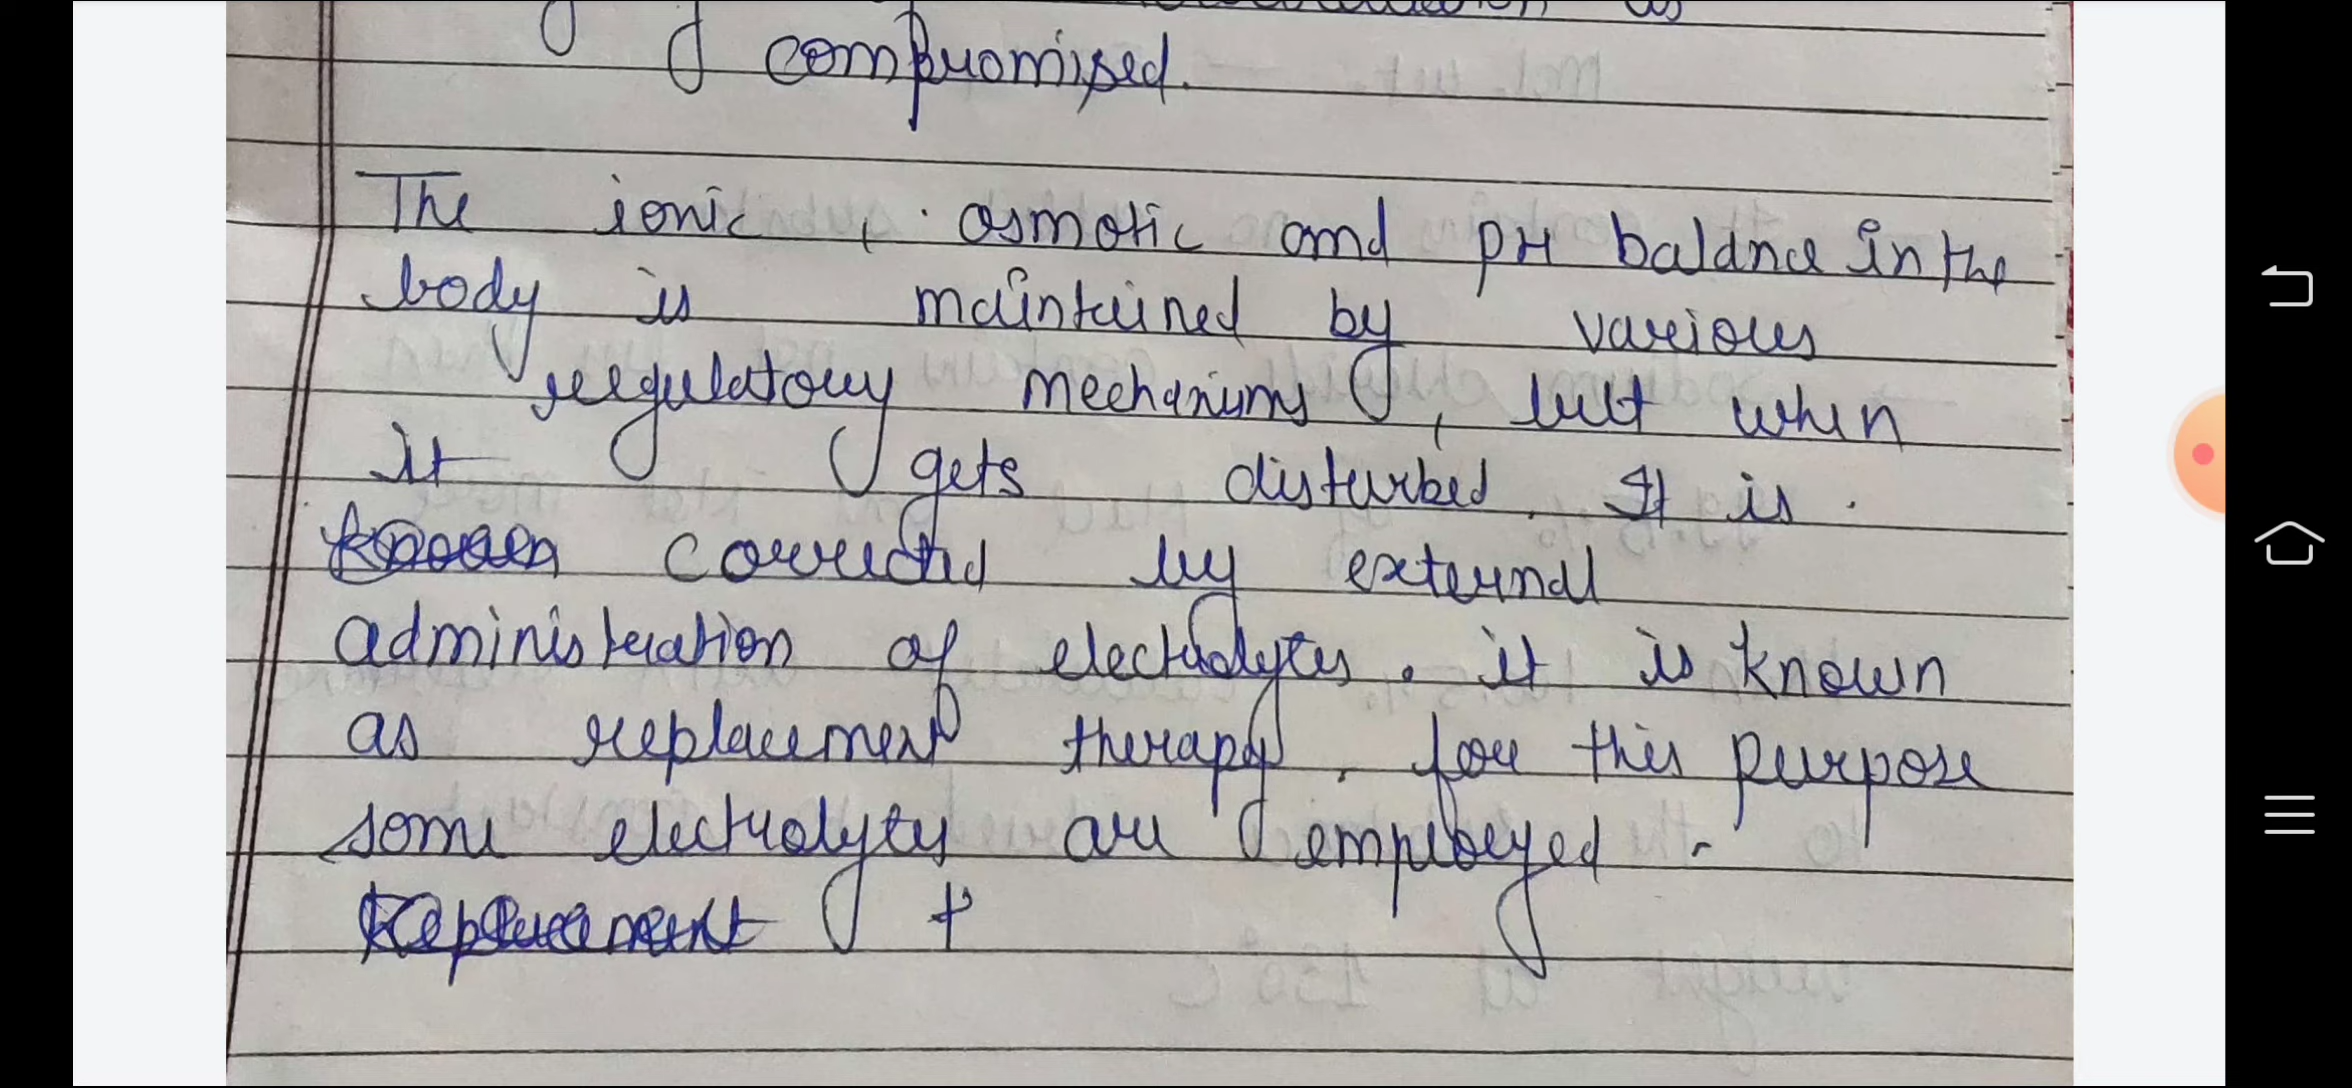 compromised.
The ionic, osmotic and pH balance in the
body is maintained by various
regulatory mechanisms, but when
it gets disturbed. It is.
corrected by external
administration of electrolytes. it is known
as replacement therapy. for this purpose
some electrolytes are employed.
Replacement t